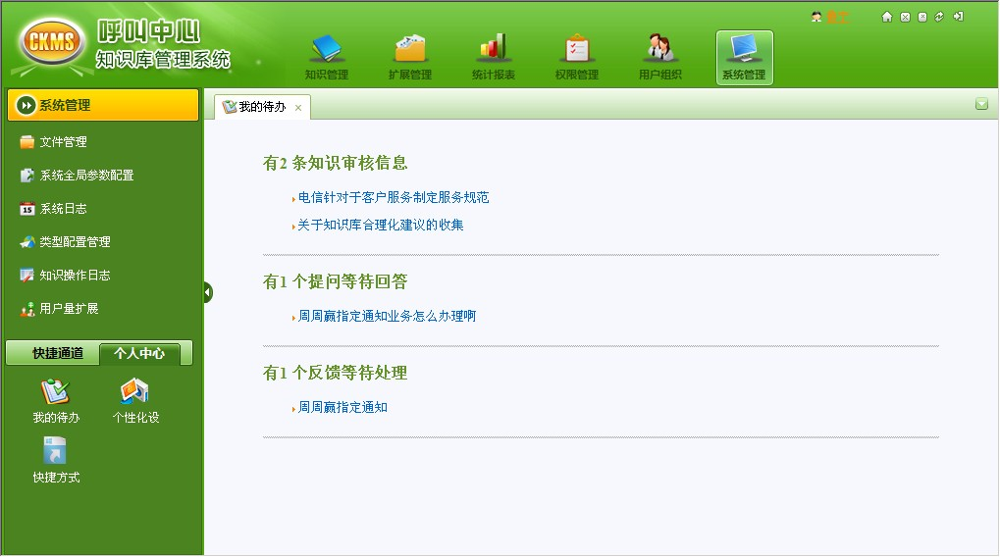 CKMS
呼叫中心
知识库管理系统
知识管理
扩展管理
统计报表
权限管理
用户组织
系统管理
系统管理
我的待办
文件管理
系统全局参数配置
15
系统日志
类型配置管理
知识操作日志
用户量扩展
快捷通道
个人中心
我的待办
个性化设
快捷方式
有2 条知识审核信息
电信针对于客户服务制定服务规范
关于知识库合理化建议的收集
有1 个提问等待回答
周周赢指定通知业务怎么办理啊
有1 个反馈等待处理
周周赢指定通知